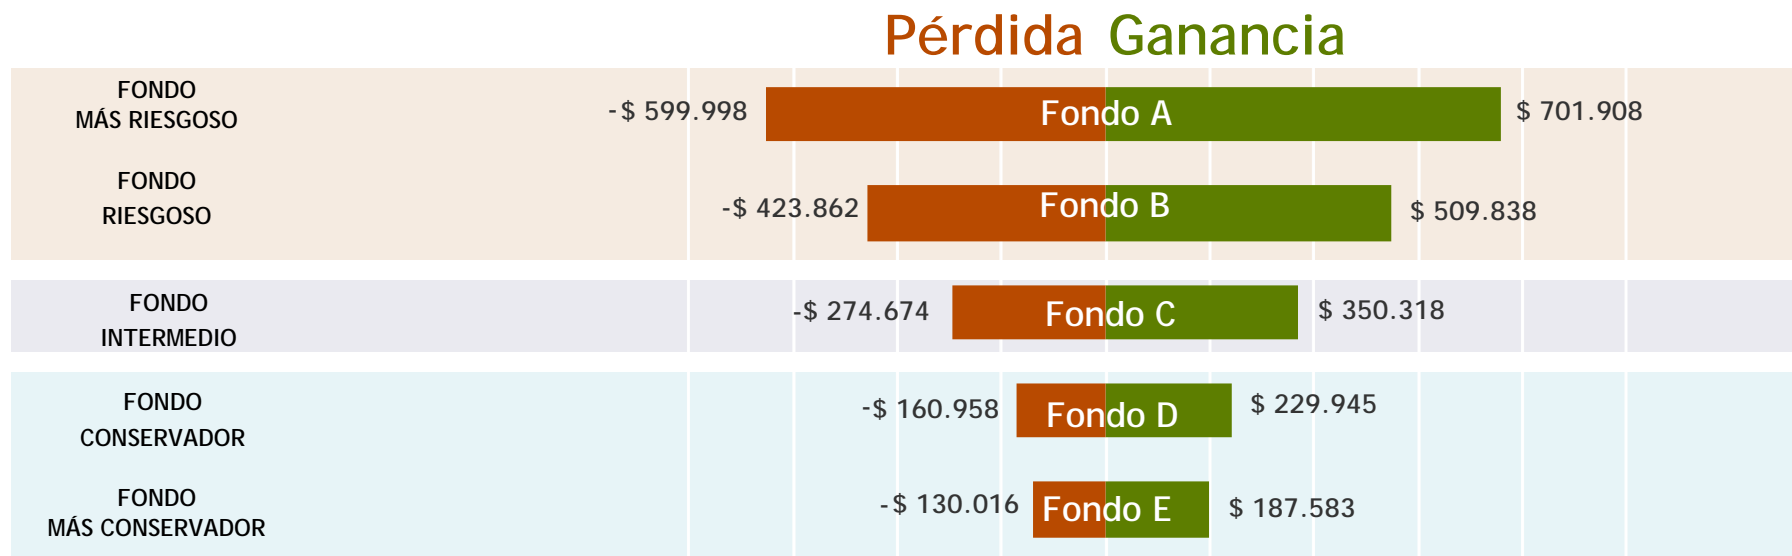 Pérdida Ganancia
FONDO
MÁS RIESGOSO
-$ 599.998
Fondo A
$ 701.908
FONDO
RIESGOSO
-$ 423.862
Fondo B
$ 509.838
FONDO
INTERMEDIO
-$ 274.674
Fondo C
$ 350.318
FONDO
CONSERVADOR
-$ 160.958
Fondo D
$ 229.945
FONDO
MÁS CONSERVADOR
-$ 130.016
Fondo E
$ 187.583